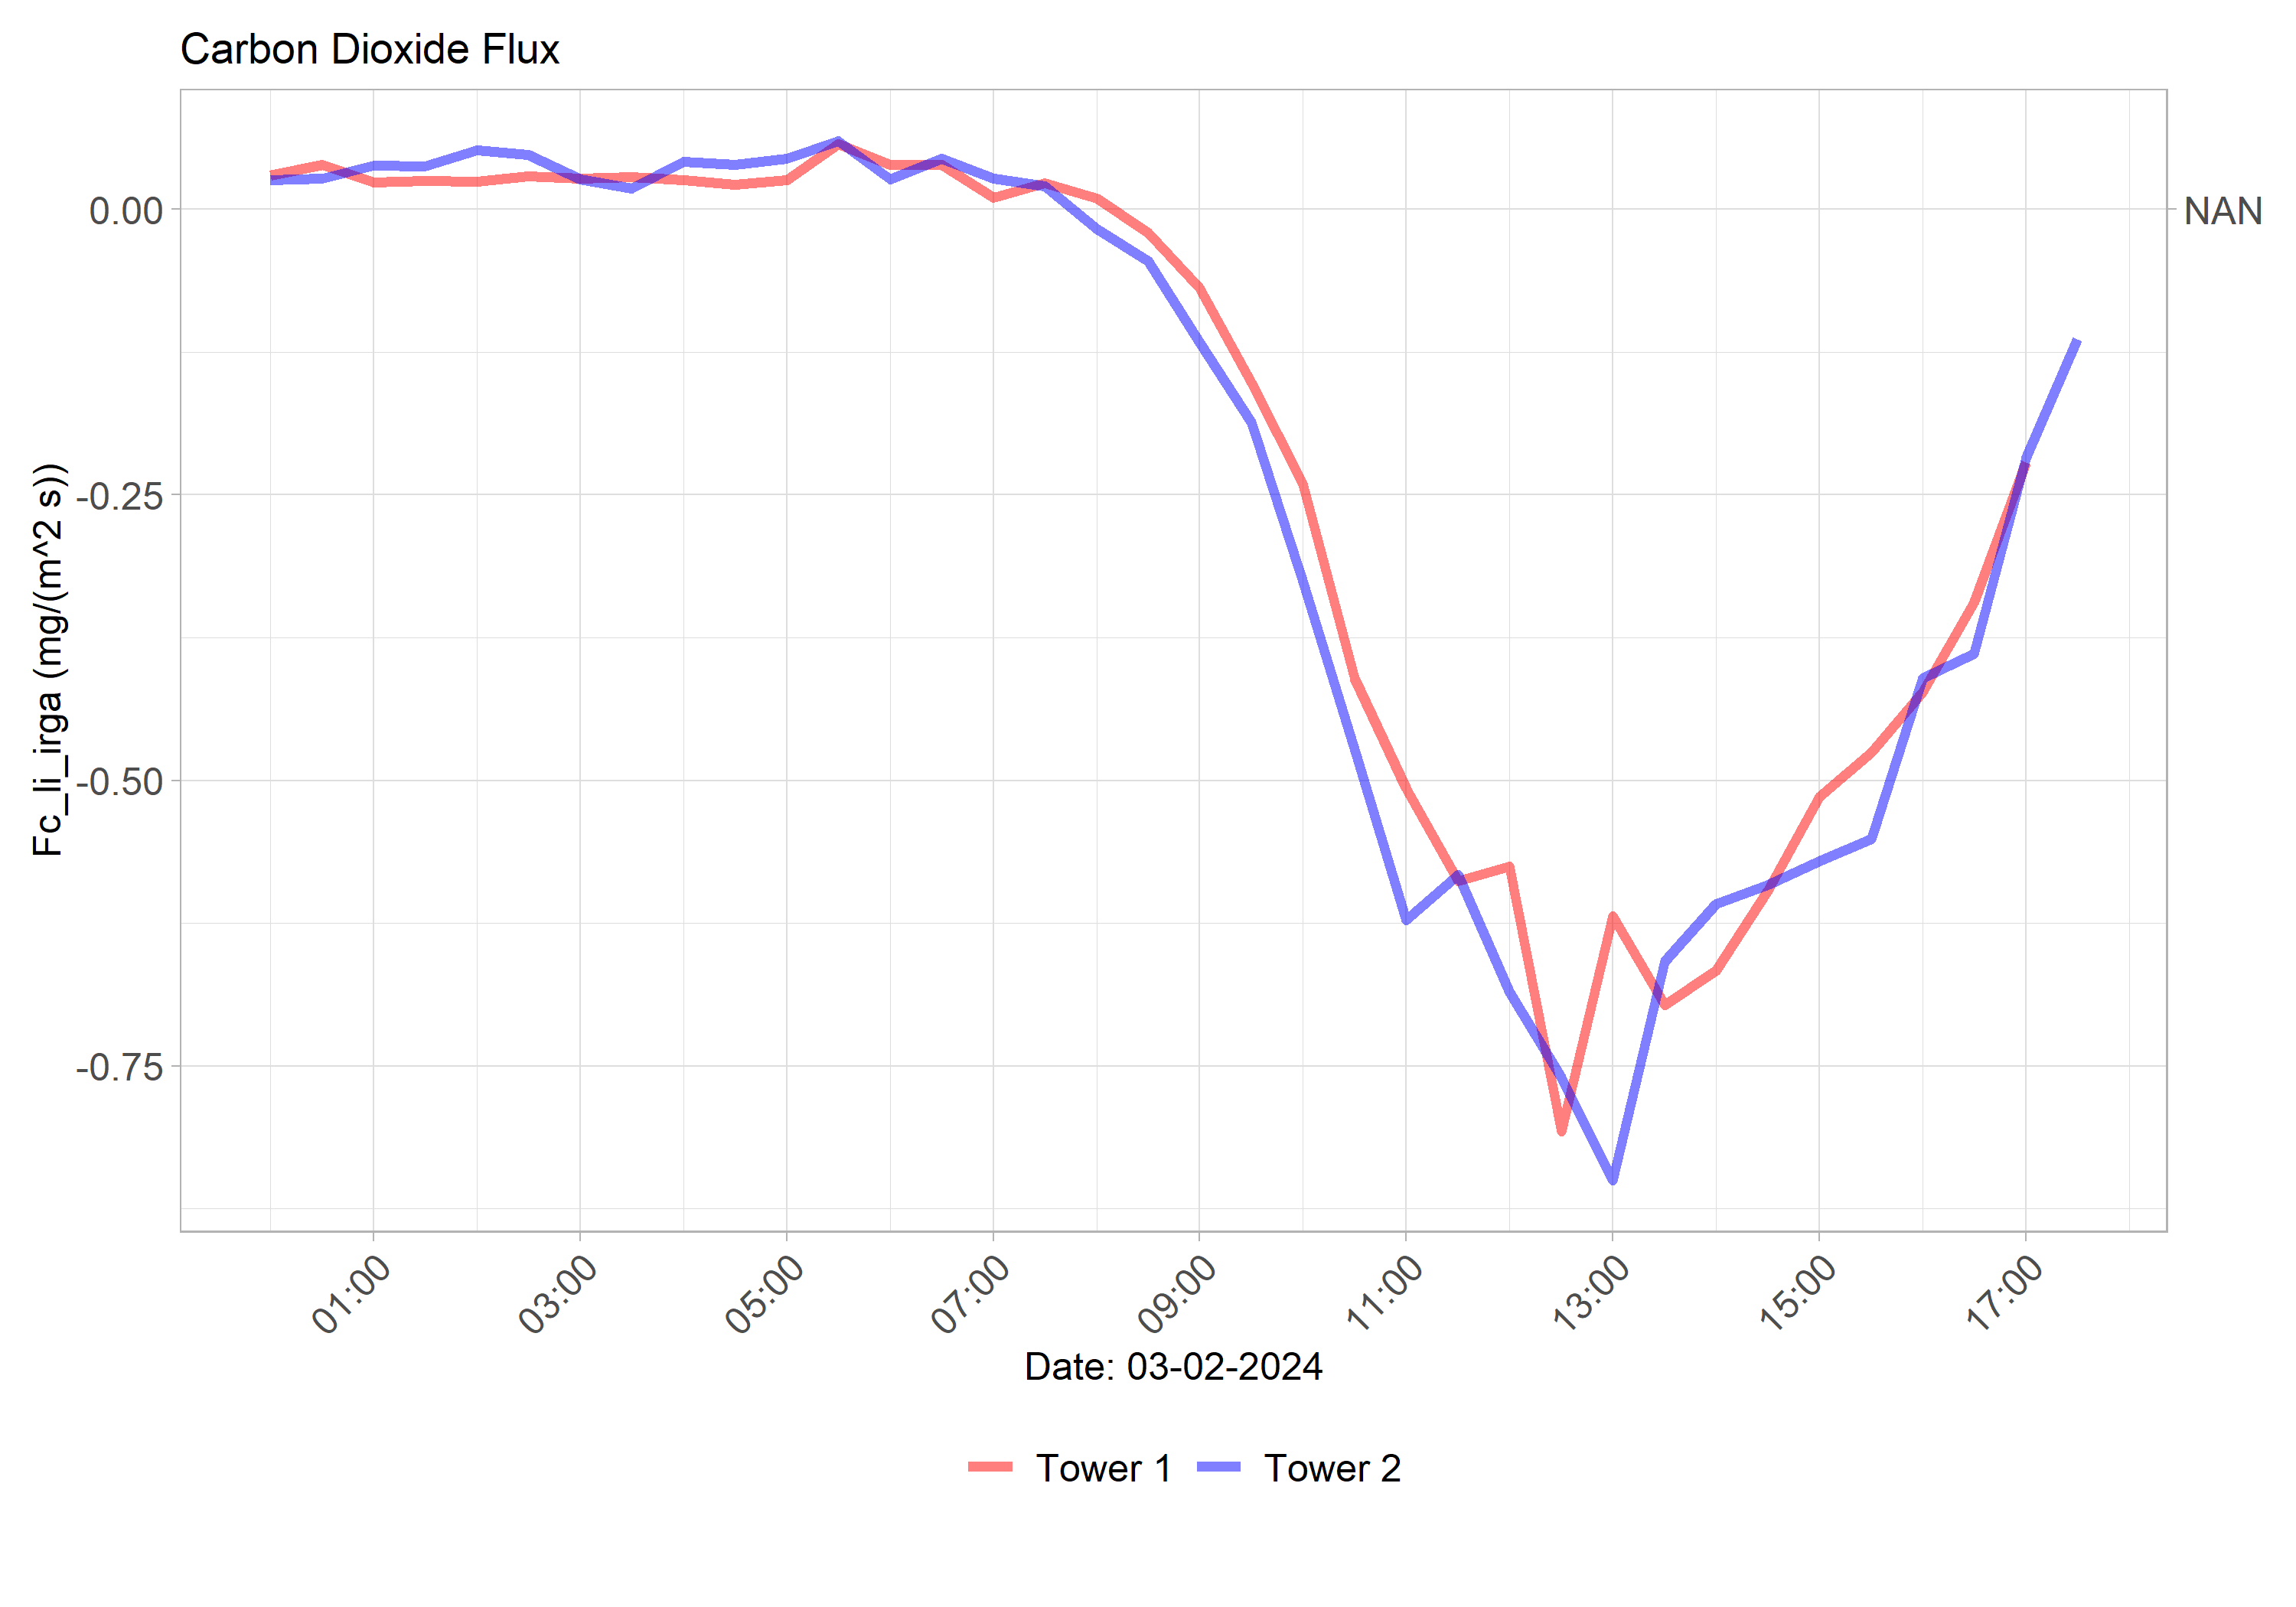 Carbon Dioxide Flux
Fc_li_irga (mg/(m^2 s))
0.00
-0.25
-0.50
-0.75
NAN
01:00
03:00
05:00
07:00
09:00
11:00
13:00
15:00
17:00
Date: 03-02-2024
Tower 1
Tower 2